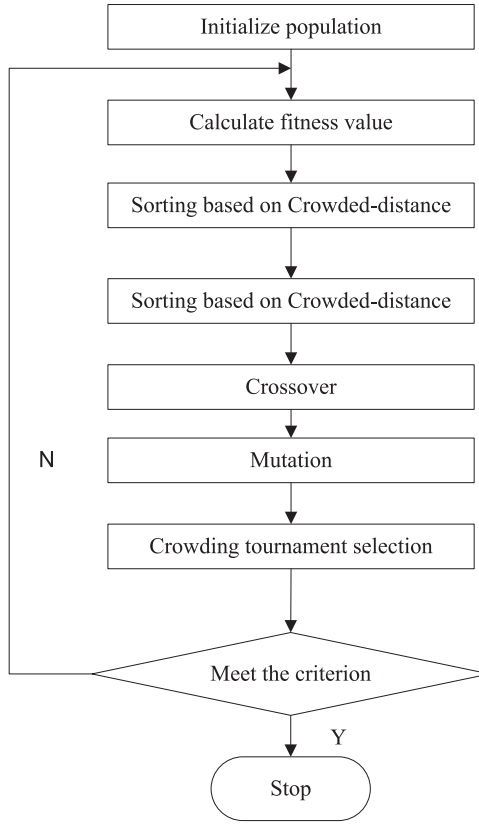 Initialize population
Calculate fitness value
Sorting based on Crowded-distance
Sorting based on Crowded-distance
Crossover
N
Mutation
Crowding tournament selection
Meet the criterion
Y
Stop